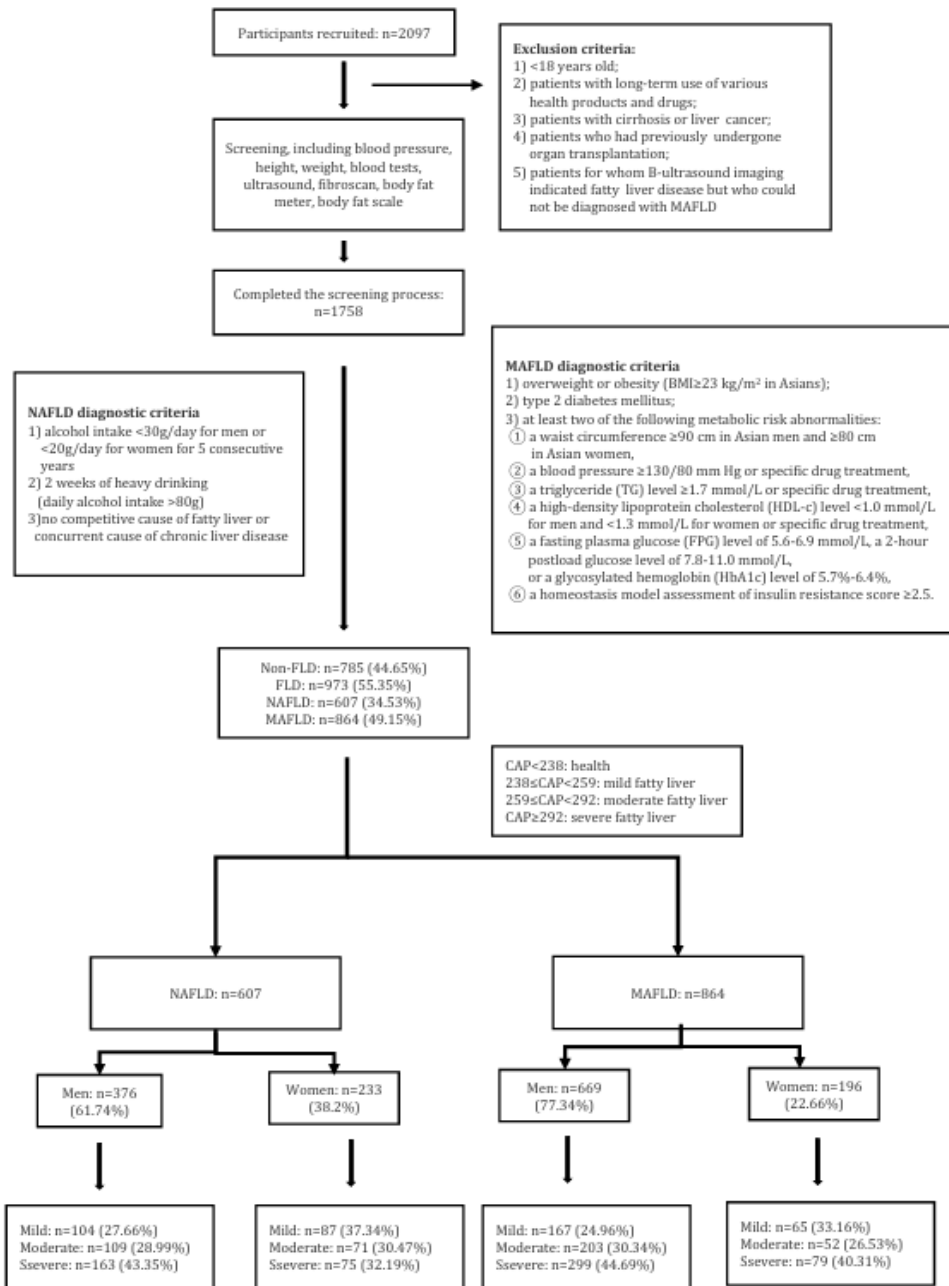 Participants recruited: n=2097
Exclusion criteria:
1) <18 years old;
2) patients with long-term use of various
health products and drugs;
3) patients with cirrhosis or liver cancer;
4) patients who had previously undergone
organ transplantation;
5) patients for whom B-ultrasound imaging
indicated fatty liver disease but who could
not be diagnosed with MAFLD
Screening, including blood pressure,
height, weight, blood tests,
ultrasound, fibroscan, body fat
meter, body fat scale
Completed the screening process:
n=1758
NAFLD diagnostic criteria
1) alcohol intake <30g/day for men or
<20g/day for women for 5 consecutive
years
2) 2 weeks of heavy drinking
(daily alcohol intake >80g)
3)no competitive cause of fatty liver or
concurrent cause of chronic liver disease
MAFLD diagnostic criteria
1) overweight or obesity (BMI≥23 kg/m² in Asians);
2) type 2 diabetes mellitus;
3) at least two of the following metabolic risk abnormalities:
① a waist circumference ≥90 cm in Asian men and ≥80 cm
in Asian women,
② a blood pressure ≥130/80 mm Hg or specific drug treatment,
③ a triglyceride (TG) level ≥1.7 mmol/L or specific drug treatment,
④ a high-density lipoprotein cholesterol (HDL-c) level <1.0 mmol/L
for men and <1.3 mmol/L for women or specific drug treatment,
⑤ a fasting plasma glucose (FPG) level of 5.6-6.9 mmol/L, a 2-hour
postload glucose level of 7.8-11.0 mmol/L,
or a glycosylated hemoglobin (HbA1c) level of 5.7%-6.4%,
⑥ a homeostasis model assessment of insulin resistance score ≥2.5.
Non-FLD: n=785 (44.65%)
FLD: n=973 (55.35%)
NAFLD: n=607 (34.53%)
MAFLD: n=864 (49.15%)
CAP<238: health
238≤CAP<259: mild fatty liver
259≤CAP<292: moderate fatty liver
CAP≥292: severe fatty liver
NAFLD: n=607
MAFLD: n=864
Men: n=376
(61.74%)
Women: n=233
(38.2%)
Men: n=669
(77.34%)
Women: n=196
(22.66%)
Mild: n=104 (27.66%)
Moderate: n=109 (28.99%)
Ssevere: n=163 (43.35%)
Mild: n=87 (37.34%)
Moderate: n=71 (30.47%)
Ssevere: n=75 (32.19%)
Mild: n=167 (24.96%)
Moderate: n=203 (30.34%)
Ssevere: n=299 (44.69%)
Mild: n=65 (33.16%)
Moderate: n=52 (26.53%)
Ssevere: n=79 (40.31%)